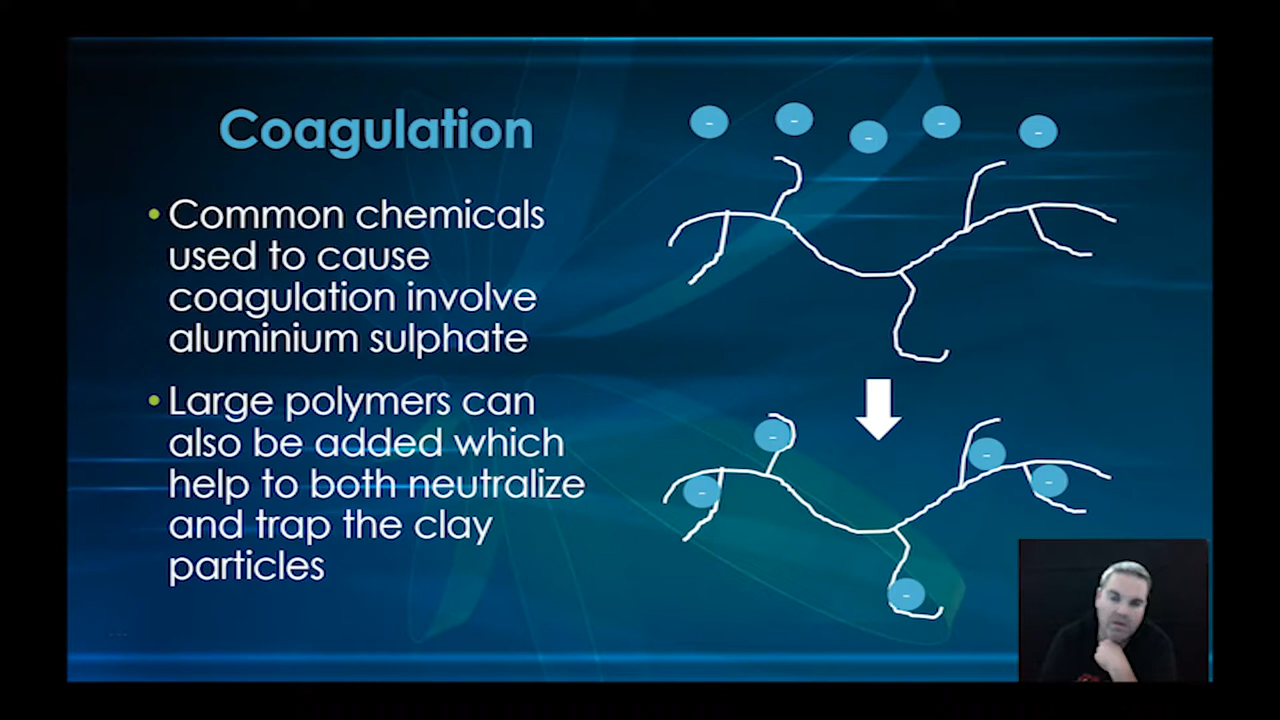 Coagulation
- - - - -
• Common chemicals
used to cause
coagulation involve
aluminium sulphate
• Large polymers can
also be added which
help to both neutralize
and trap the clay
particles
-
- - -
-